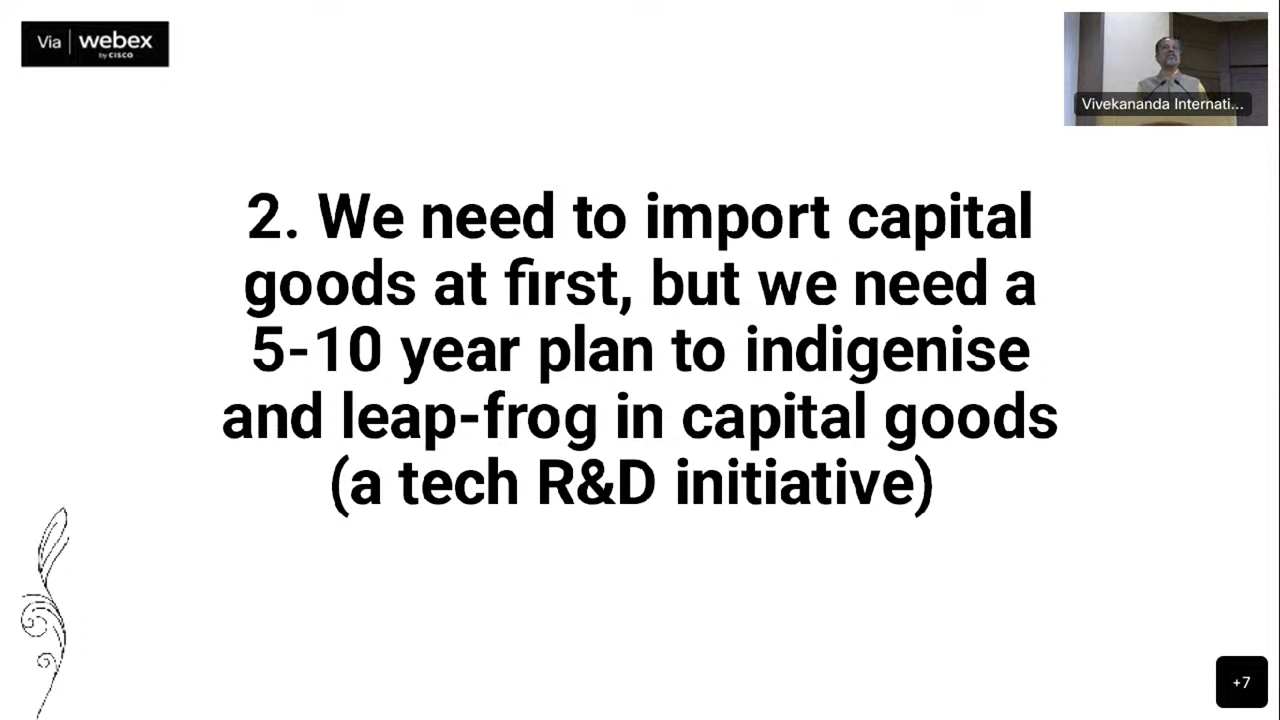 Via | webex
by CISCO
Vivekananda Internati...
2. We need to import capital
goods at first, but we need a
5-10 year plan to indigenise
and leap-frog in capital goods
(a tech R&D initiative)
+7